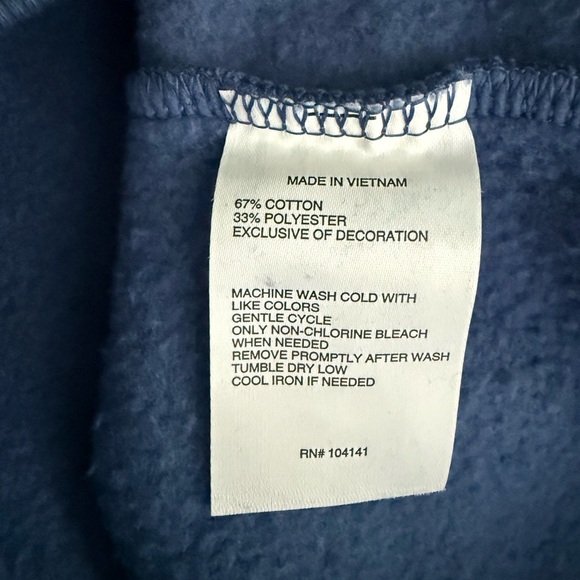 MADE IN VIETNAM
67% COTTON
33% POLYESTER
EXCLUSIVE OF DECORATION
MACHINE WASH COLD WITH
LIKE COLORS
GENTLE CYCLE
ONLY NON-CHLORINE BLEACH
WHEN NEEDED
REMOVE PROMPTLY AFTER WASH
TUMBLE DRY LOW
COOL IRON IF NEEDED
RN# 104141